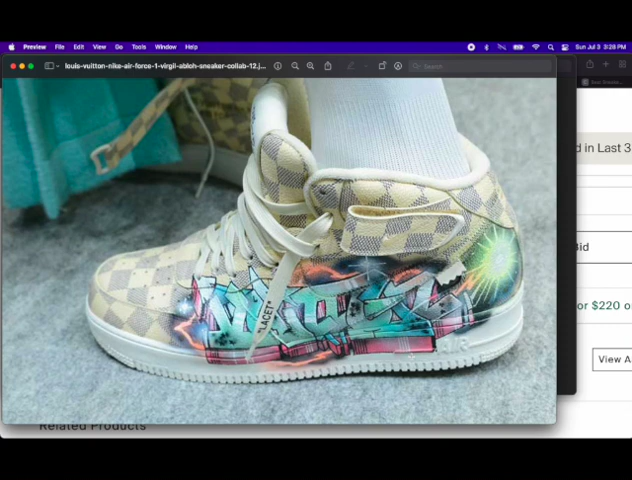 Preview File Edit View Go Tools Window Help
Sun Jul 3 3:28 PM
louis-vuitton-nike-air-force-1-virgil-abloh-sneaker-collab-12.j...
Search
d in Last 3
Bid
or $220 o
View A
"LACET"
Related Products